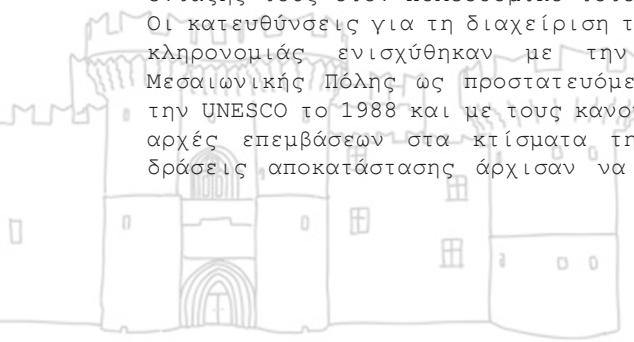 Οι κατευθύνσεις για τη διαχείριση τ
κληρονομιάς ενισχύθηκαν με την
Μεσαιωνικής Πόλης ως προστατευόμε
την UNESCO το 1988 και με τους κανο
αρχές επεμβάσεων στα κτίσματα τη
δράσεις αποκατάστασης άρχισαν να